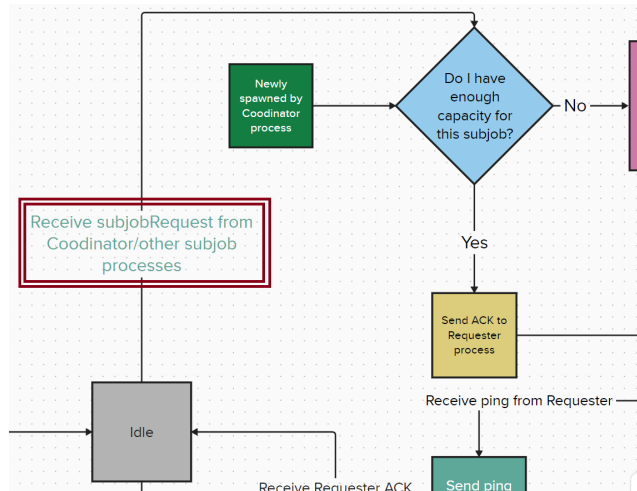 Newly
spawned by
Coodinator
process
Do I have
enough
capacity for
this subjob?
No
Receive subjobRequest from
Coodinator/other subjob
processes
Yes
Send ACK to
Requester
process
Idle
Receive ping from Requester
Receive Requester ACK
Send ping